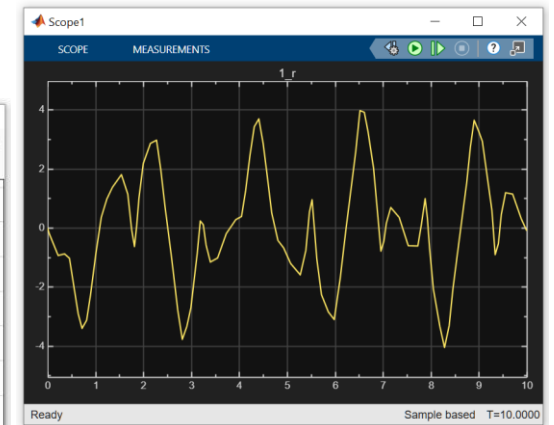 Scope1
SCOPE MEASUREMENTS
1_r
4
2
0
-2
-4
0 1 2 3 4 5 6 7 8 9 10
Ready Sample based T=10.0000